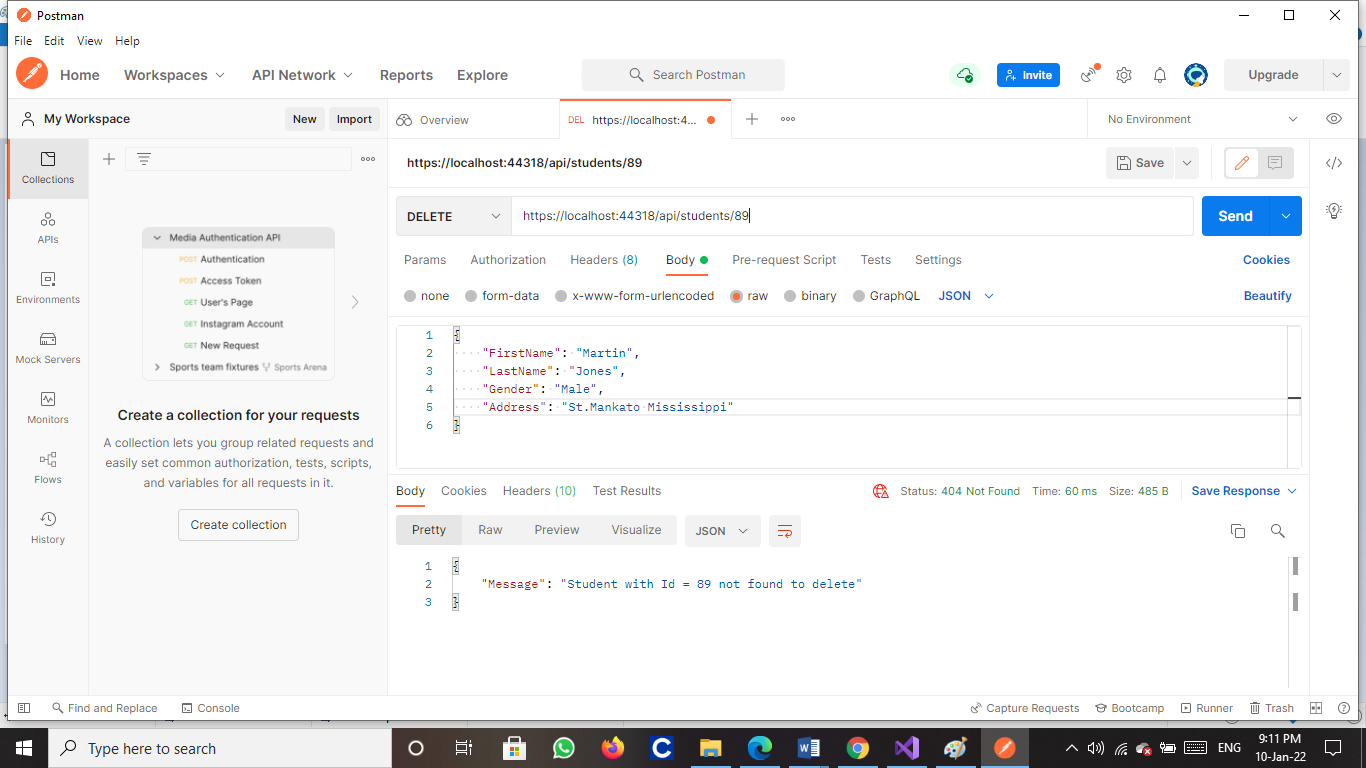 Postman
File Edit View Help
Home Workspaces API Network Reports Explore Search Postman Invite Upgrade
My Workspace New Import Overview DEL https://localhost:4... No Environment
Collections
APIs
Environments
Mock Servers
Monitors
Flows
History
Media Authentication API
POST Authentication
POST Access Token
GET User's Page
GET Instagram Account
GET New Request
Sports team fixtures Sports Arena
Create a collection for your requests
A collection lets you group related requests and
easily set common authorization, tests, scripts,
and variables for all requests in it.
Create collection
https://localhost:44318/api/students/89 Save
DELETE https://localhost:44318/api/students/89 Send
Params Authorization Headers (8) Body Pre-request Script Tests Settings Cookies
none form-data x-www-form-urlencoded raw binary GraphQL JSON Beautify
1 {
2 "FirstName": "Martin",
3 "LastName": "Jones",
4 "Gender": "Male",
5 "Address": "St.Mankato Mississippi"
6 }
Body Cookies Headers (10) Test Results Status: 404 Not Found Time: 60 ms Size: 485 B Save Response
Pretty Raw Preview Visualize JSON
1 {
2 "Message": "Student with Id = 89 not found to delete"
3 }
Find and Replace Console Capture Requests Bootcamp Runner Trash
Type here to search ENG 9:11 PM
10-Jan-22